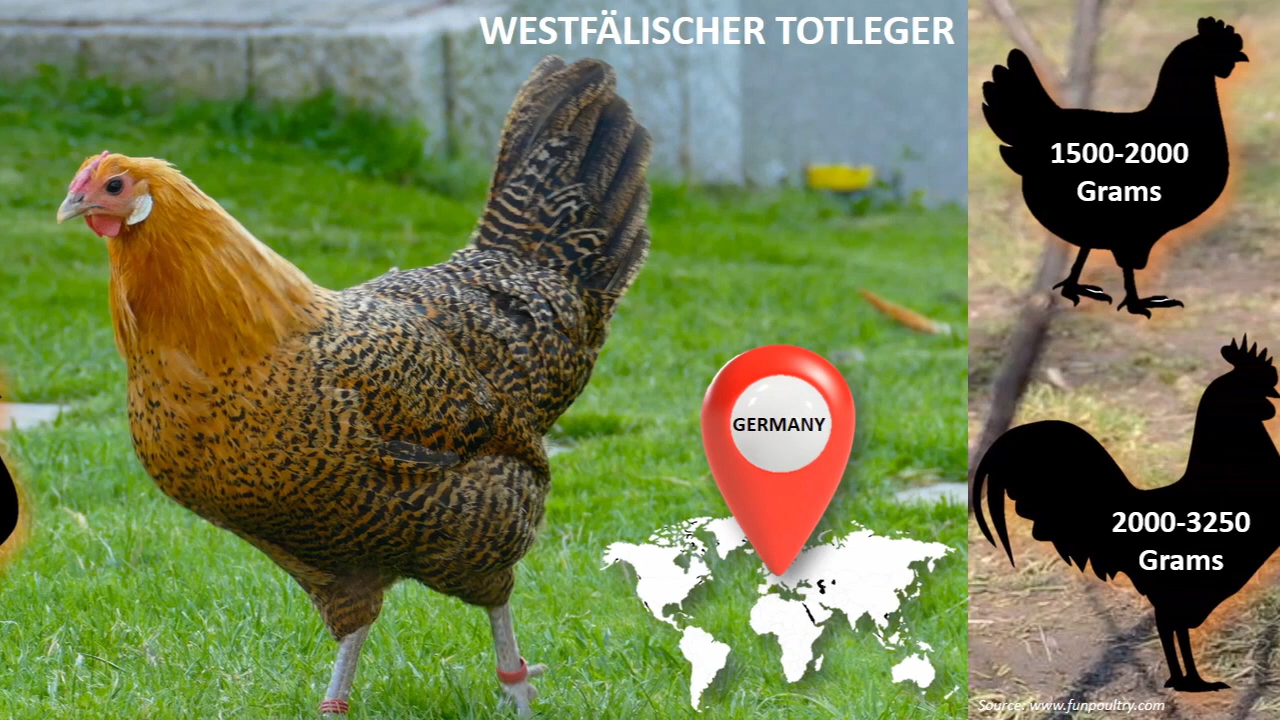 WESTFÄLISCHER TOTLEGER
1500-2000
Grams
GERMANY
2000-3250
Grams
Source: www.funpoultry.com